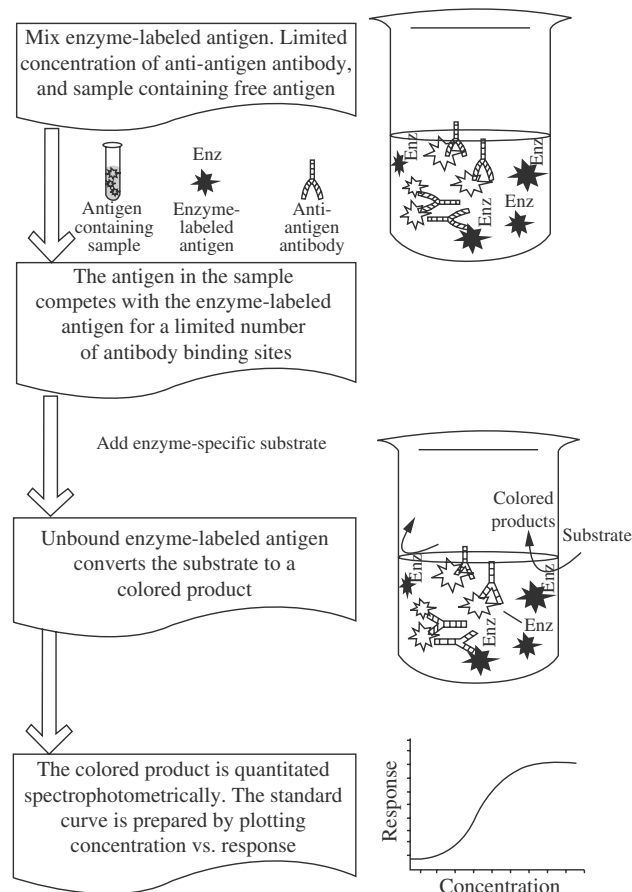 Mix enzyme-labeled antigen. Limited
concentration of anti-antigen antibody,
and sample containing free antigen
Antigen
containing
sample
Enz
Enzyme-
labeled
antigen
Anti-
antigen
antibody
Enz
Enz
Enz
Enz
The antigen in the sample
competes with the enzyme-labeled
antigen for a limited number
of antibody binding sites
Add enzyme-specific substrate
Unbound enzyme-labeled antigen
converts the substrate to a
colored product
Colored
products
Substrate
Enz
Enz
Enz
Enz
The colored product is quantitated
spectrophotometrically. The standard
curve is prepared by plotting
concentration vs. response
Response
Concentration